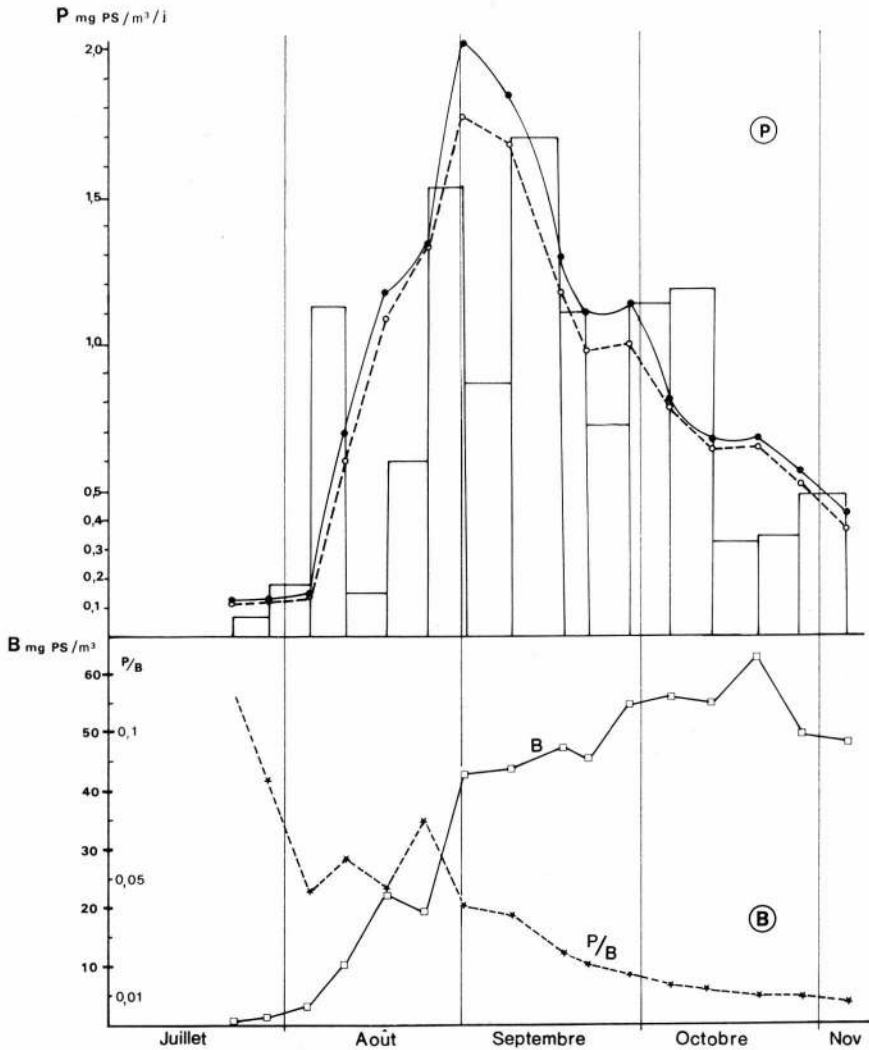 P mg PS/m³/j
2,0
P
1,5
1,0
0,5
0,4
0,3
0,2
0,1
B mg PS/m³
P/B
60
50
0,1
B
40
30
0,05
20
B
P/B
10
0,01
Juillet Août Septembre Octobre Nov